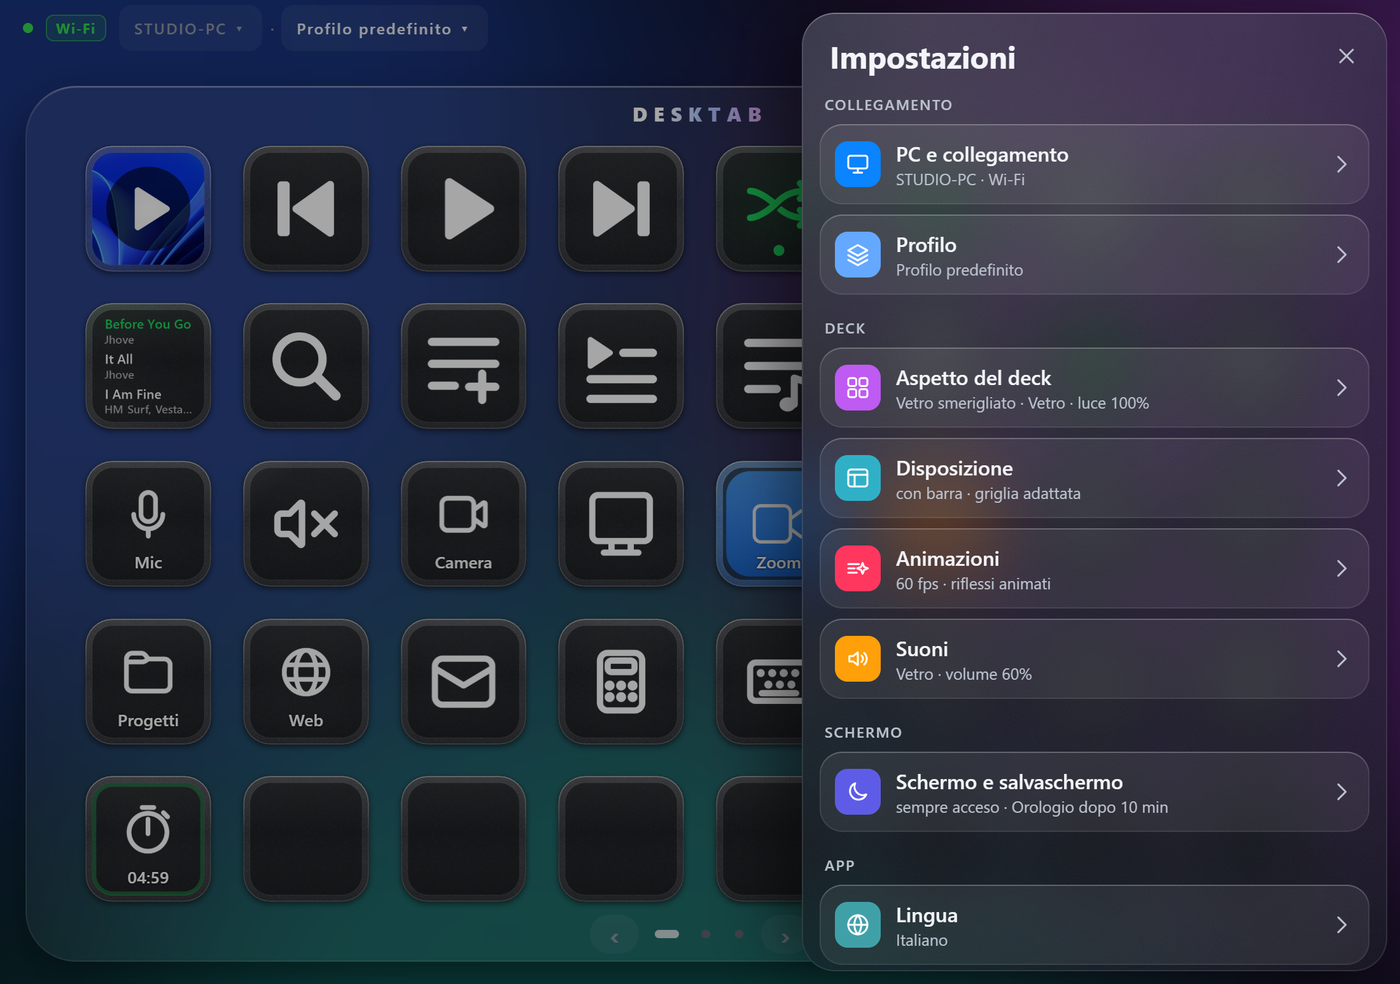 Wi-Fi
STUDIO-PC
Profilo predefinito
DESKTAB
Before You Go
Jhove
It All
Jhove
I Am Fine
HM Surf, Vesta...
Mic
Camera
Zoom
Progetti
Web
04:59
Impostazioni
COLLEGAMENTO
PC e collegamento
STUDIO-PC · Wi-Fi
Profilo
Profilo predefinito
DECK
Aspetto del deck
Vetro smerigliato · Vetro · luce 100%
Disposizione
con barra · griglia adattata
Animazioni
60 fps · riflessi animati
Suoni
Vetro · volume 60%
SCHERMO
Schermo e salvaschermo
sempre acceso · Orologio dopo 10 min
APP
Lingua
Italiano